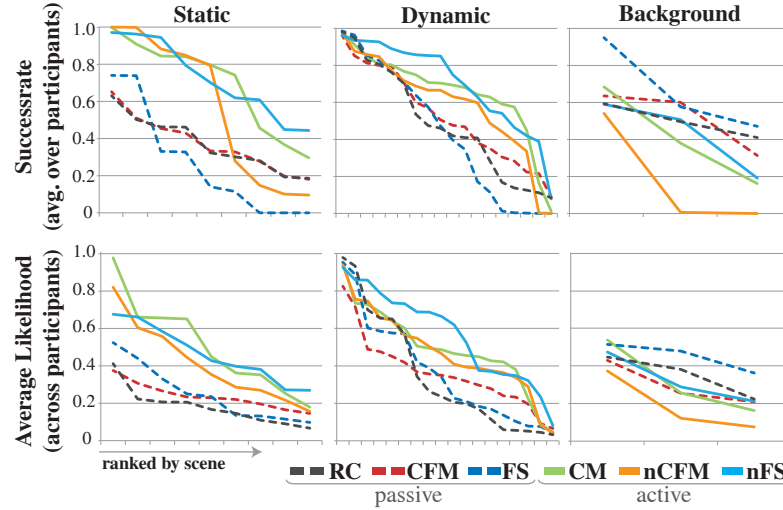 Static Dynamic Background
Successrate
(avg. over participants)
1.0
0.8
0.6
0.4
0.2
0
Average Likelihood
(across participants)
1.0
0.8
0.6
0.4
0.2
0
ranked by scene
RC CFM FS CM nCFM nFS
passive active